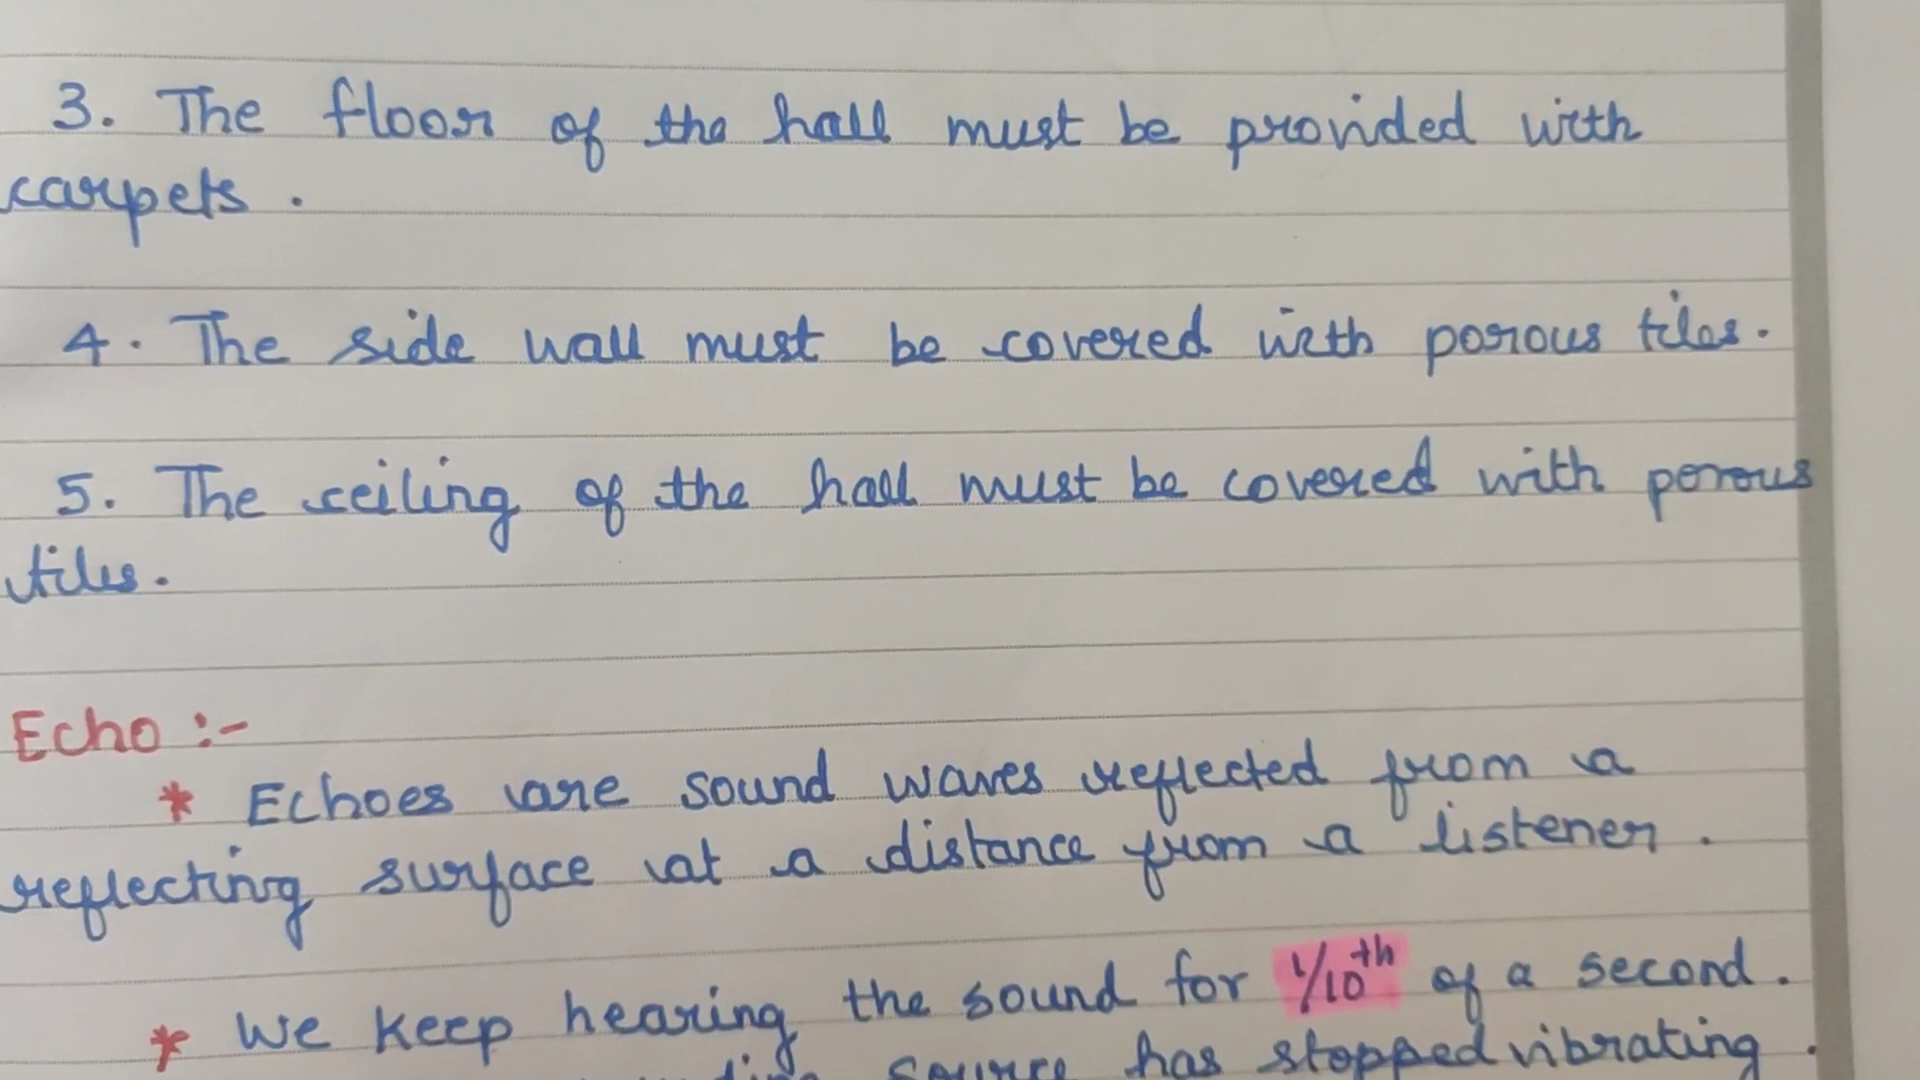 3. The floor of the hall must be provided with
carpets.
4. The side wall must be covered with porous tiles.
5. The ceiling of the hall must be covered with porous
tiles.
Echo :-
* Echoes are sound waves reflected from a
reflecting surface at a distance from a listener.
* We keep hearing the sound for 1/10th of a second.
source has stopped vibrating.